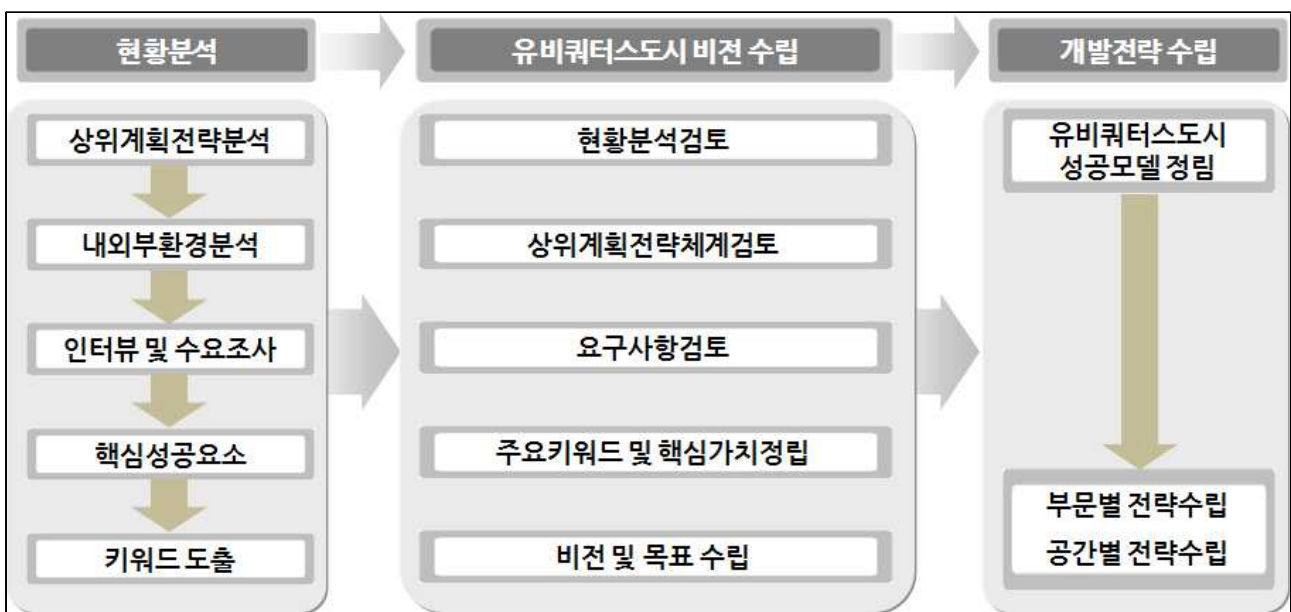 현황분석
유비쿼터스도시 비전 수립
개발전략 수립
상위계획전략분석
내외부환경분석
인터뷰 및 수요조사
핵심성공요소
키워드 도출
현황분석검토
상위계획전략체계검토
요구사항검토
주요키워드 및 핵심가치정립
비전 및 목표 수립
유비쿼터스도시
성공모델 정림
부문별 전략수립
공간별 전략수립